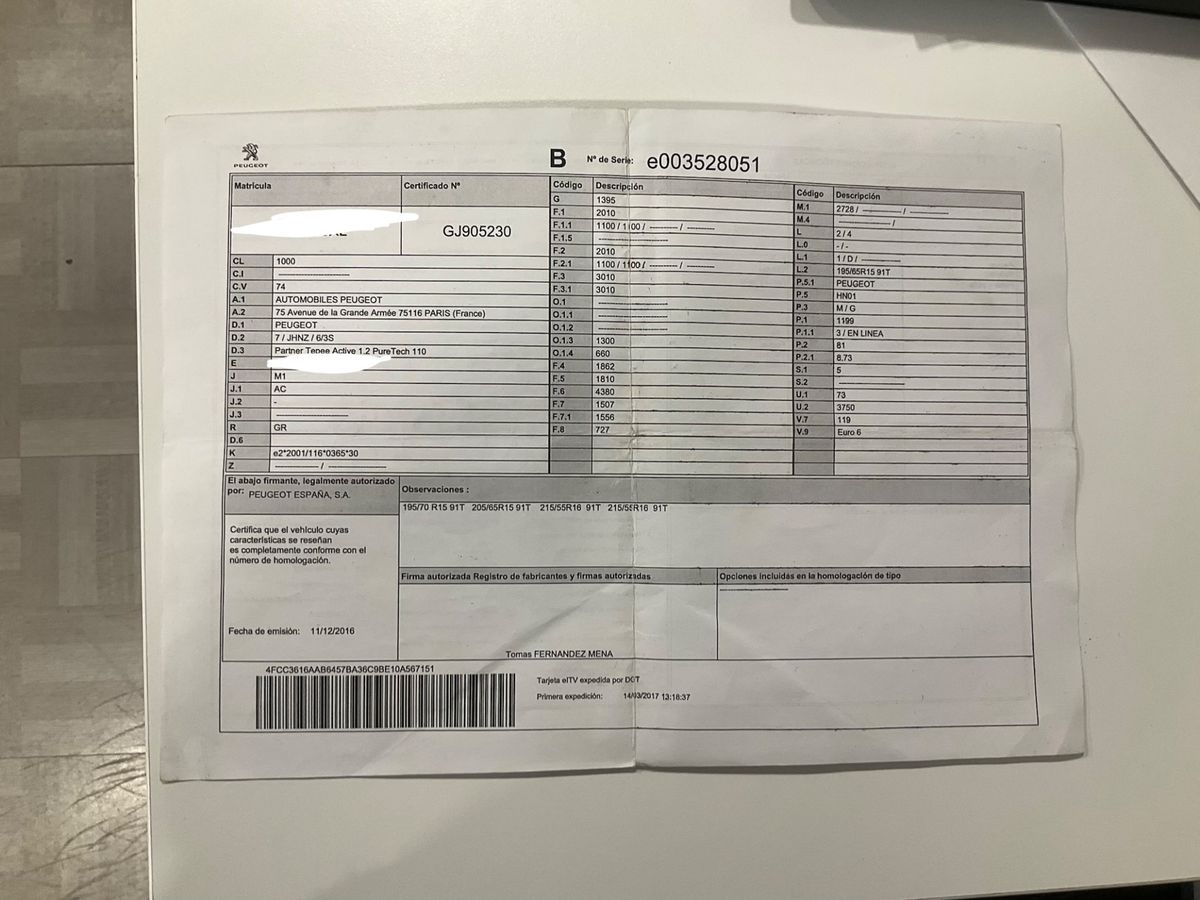 PEUGEOT
B Nº de Serie: e003528051
Matricula
Certificado Nº
GJ905230
CL 1000
C.I ----------
C.V 74
A.1 AUTOMOBILES PEUGEOT
A.2 75 Avenue de la Grande Armée 75116 PARIS (France)
D.1 PEUGEOT
D.2 7 / JHNZ / 6/3S
D.3 Partner Tepee Active 1.2 PureTech 110
E
J M1
J.1 AC
J.2 -
J.3 ----------
R GR
D.6
K e2*2001/116*0365*30
Z ---------- / ----------
Código Descripción
G 1395
F.1 2010
F.1.1 1100 / 1100 / ---------- / ----------
F.1.5 ----------
F.2 2010
F.2.1 1100 / 1100 / ---------- / ----------
F.3 3010
F.3.1 3010
O.1 ----------
O.1.1 ----------
O.1.2 ----------
O.1.3 1300
O.1.4 660
F.4 1862
F.5 1810
F.6 4380
F.7 1507
F.7.1 1556
F.8 727
Código Descripción
M.1 2728 / ---------- / ----------
M.4 ---------- /
L 2 / 4
L.0 - / -
L.1 1 / D / ----------
L.2 195/65R15 91T
P.5.1 PEUGEOT
P.5 HN01
P.3 M / G
P.1 1199
P.1.1 3 / EN LINEA
P.2 81
P.2.1 8.73
S.1 5
S.2 ----------
U.1 73
U.2 3750
V.7 119
V.9 Euro 6
El abajo firmante, legalmente autorizado
por: PEUGEOT ESPAÑA, S.A.
Certifica que el vehículo cuyas
características se reseñan
es completamente conforme con el
número de homologación.
Fecha de emisión: 11/12/2016
Observaciones :
195/70 R15 91T 205/65R15 91T 215/55R16 91T 215/55R16 91T
Firma autorizada Registro de fabricantes y firmas autorizadas
Tomas FERNANDEZ MENA
Opciones incluidas en la homologación de tipo
----------
4FCC3616AAB6457BA36C9BE10A567151
Tarjeta eITV expedida por DGT
Primera expedición: 14/03/2017 13:18:37